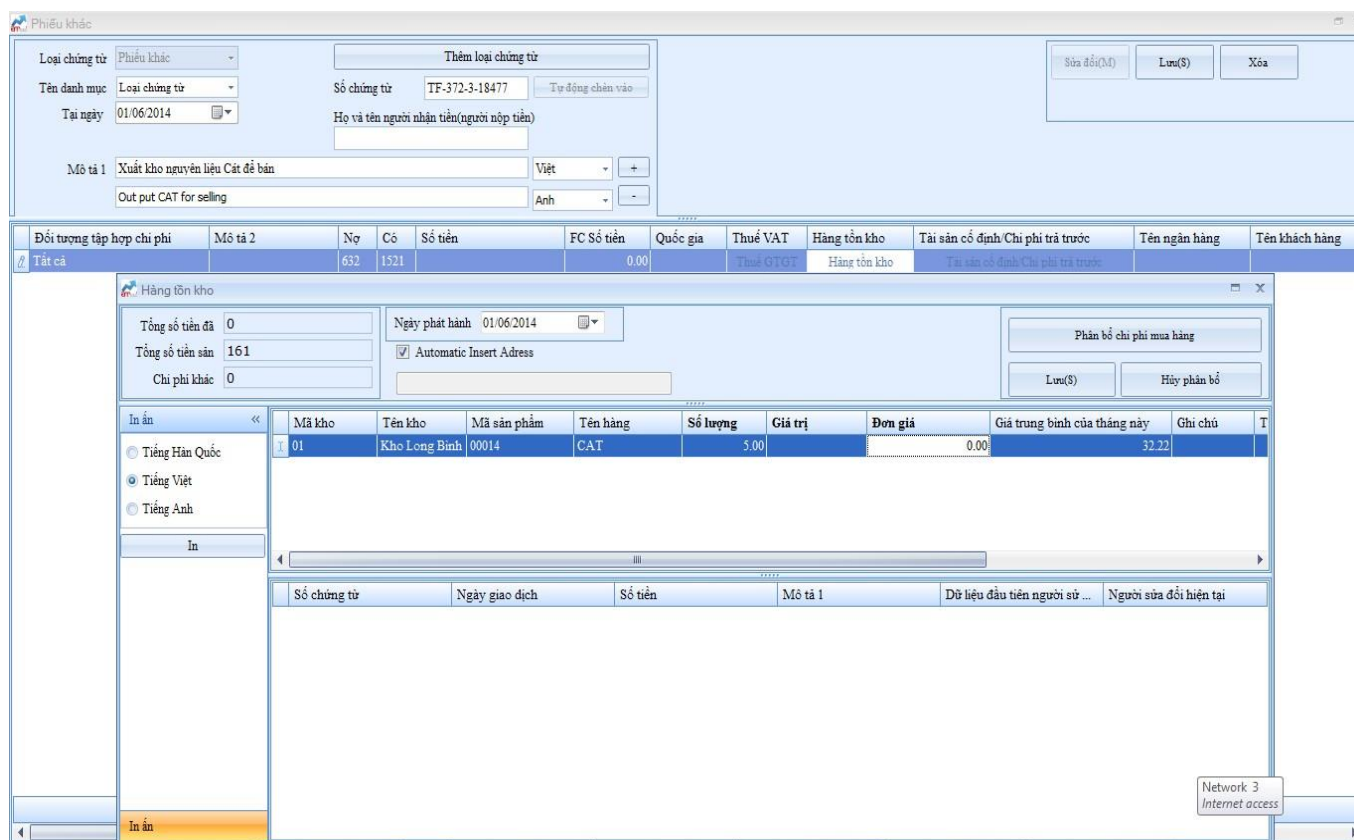 Phiếu khác
Loại chứng từ Phiếu khác Thêm loại chứng từ Sửa đổi(M) Lưu(S) Xóa
Tên danh mục Loại chứng từ Số chứng từ TF-372-3-18477 Tự động chèn vào
Tại ngày 01/06/2014 Họ và tên người nhận tiền(người nộp tiền)
Mô tả 1 Xuất kho nguyên liệu Cát để bán Việt +
Out put CAT for selling Anh -
Đối tượng tập hợp chi phí Mô tả 2 Nợ Có Số tiền FC Số tiền Quốc gia Thuế VAT Hàng tồn kho Tài sản cố định/Chi phí trả trước Tên ngân hàng Tên khách hàng
Tất cả 632 1521 0.00 Thuế GTGT Hàng tồn kho Tài sản cố định/Chi phí trả trước
Hàng tồn kho
Tổng số tiền đã 0 Ngày phát hành 01/06/2014 Phân bổ chi phí mua hàng
Tổng số tiền sản 161 Automatic Insert Adress
Chi phí khác 0 Lưu(S) Hủy phân bổ
In ấn « Mã kho Tên kho Mã sản phẩm Tên hàng Số lượng Giá trị Đơn giá Giá trung bình của tháng này Ghi chú T
01 Kho Long Bình 00014 CAT 5.00 0.00 32.22
Tiếng Hàn Quốc
Tiếng Việt
Tiếng Anh
In
Số chứng từ Ngày giao dịch Số tiền Mô tả 1 Dữ liệu đầu tiên người sử ... Người sửa đổi hiện tại
Network 3
Internet access
In ấn